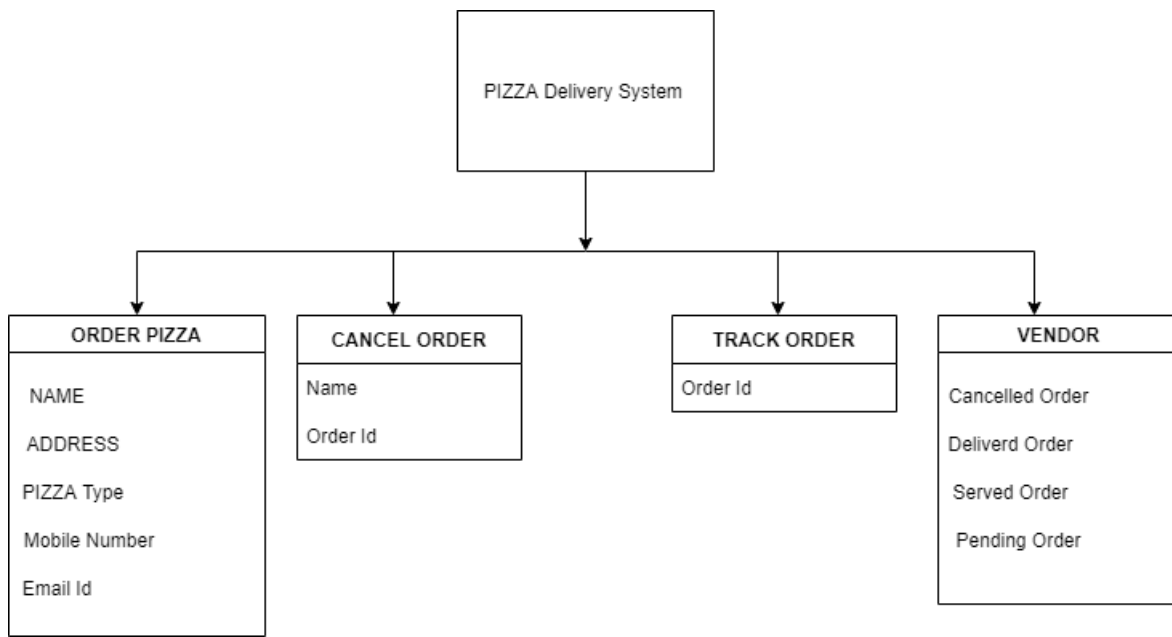 PIZZA Delivery System
ORDER PIZZA
NAME
ADDRESS
PIZZA Type
Mobile Number
Email Id
CANCEL ORDER
Name
Order Id
TRACK ORDER
Order Id
VENDOR
Cancelled Order
Deliverd Order
Served Order
Pending Order